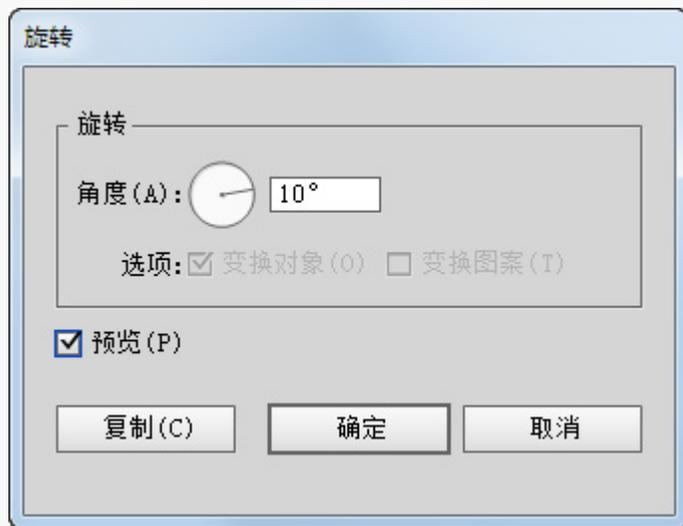 旋转
旋转
角度(A): 10°
选项: 变换对象(O) 变换图案(T)
预览(P)
复制(C) 确定 取消